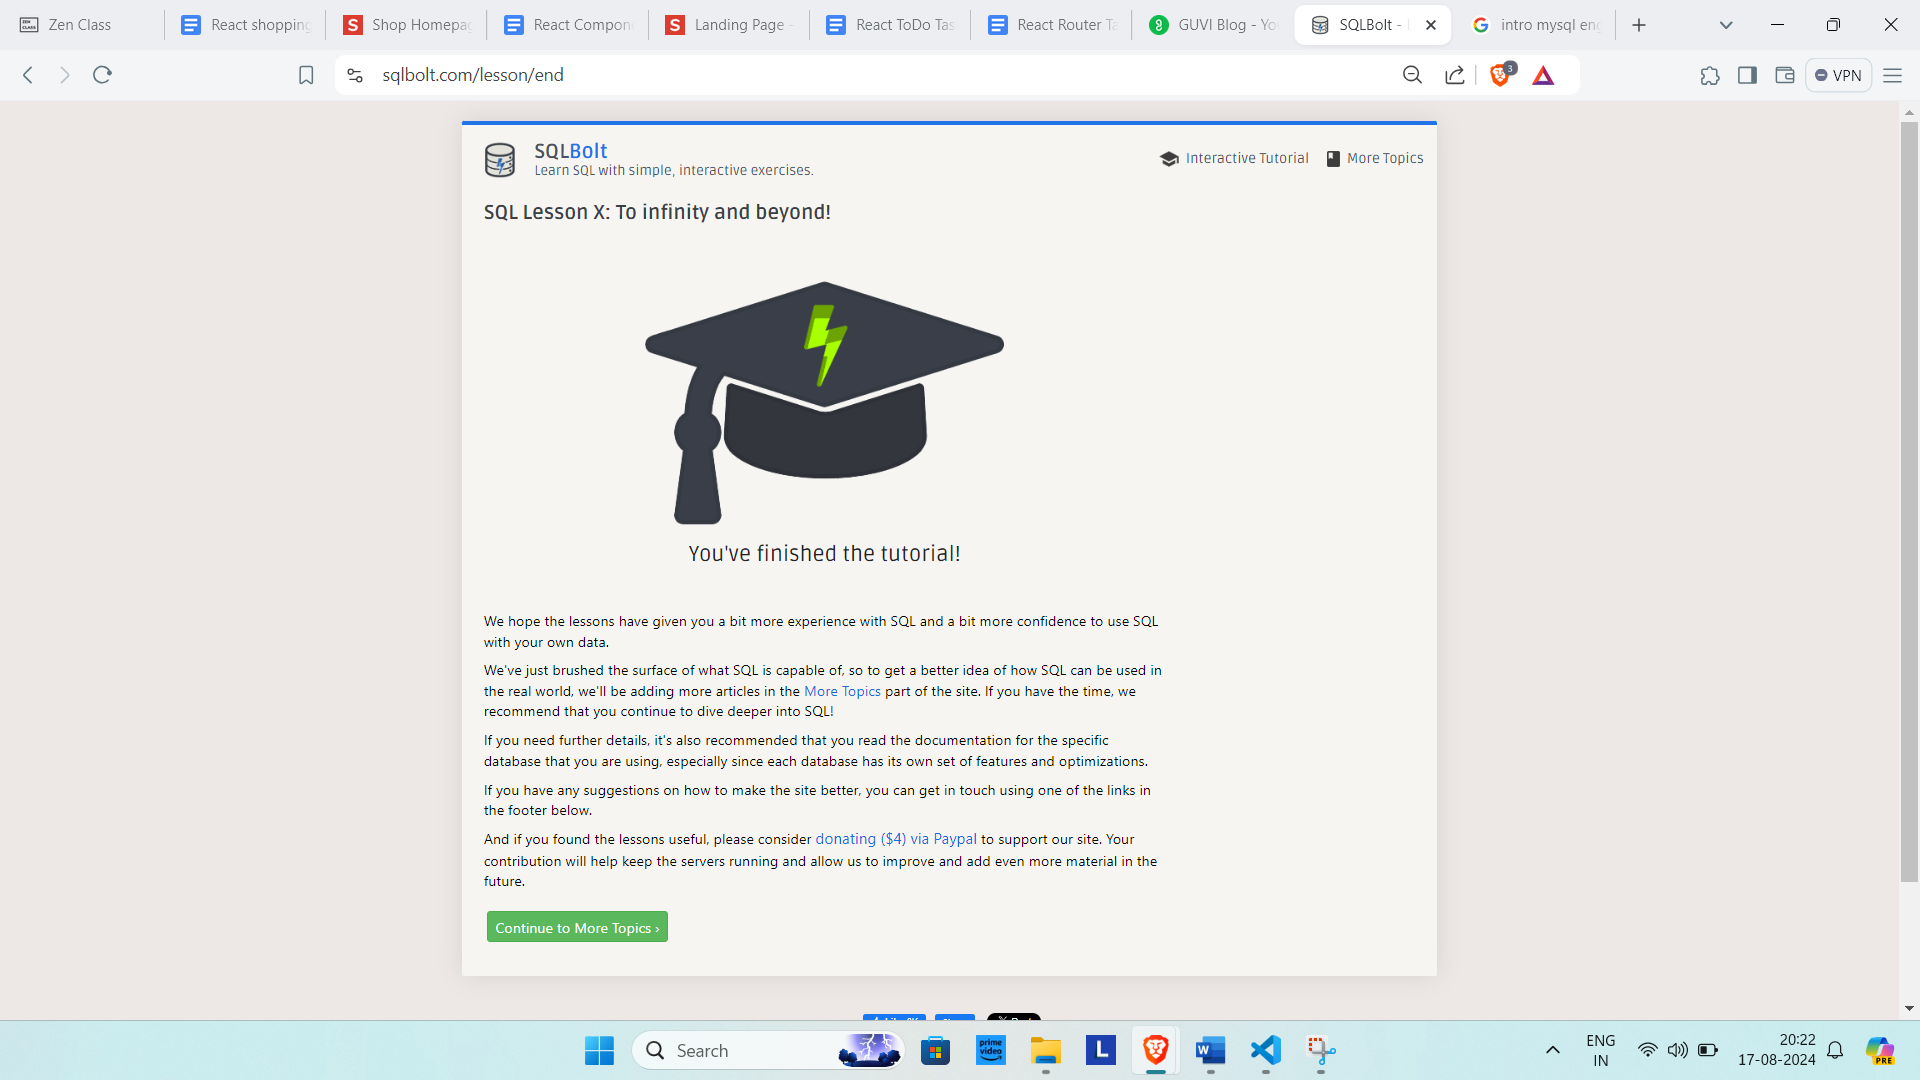 Zen Class
React shopping
Shop Homepag
React Compon
Landing Page -
React ToDo Tas
React Router Ta
GUVI Blog - Yo
SQLBolt -
intro mysql eng
sqlbolt.com/lesson/end
3
VPN
SQLBolt
Learn SQL with simple, interactive exercises.
Interactive Tutorial
More Topics
SQL Lesson X: To infinity and beyond!
You've finished the tutorial!
We hope the lessons have given you a bit more experience with SQL and a bit more confidence to use SQL
with your own data.
We've just brushed the surface of what SQL is capable of, so to get a better idea of how SQL can be used in
the real world, we'll be adding more articles in the More Topics part of the site. If you have the time, we
recommend that you continue to dive deeper into SQL!
If you need further details, it's also recommended that you read the documentation for the specific
database that you are using, especially since each database has its own set of features and optimizations.
If you have any suggestions on how to make the site better, you can get in touch using one of the links in
the footer below.
And if you found the lessons useful, please consider donating ($4) via Paypal to support our site. Your
contribution will help keep the servers running and allow us to improve and add even more material in the
future.
Continue to More Topics ›
Search
prime
video
L
W
ENG
IN
20:22
17-08-2024
PRE